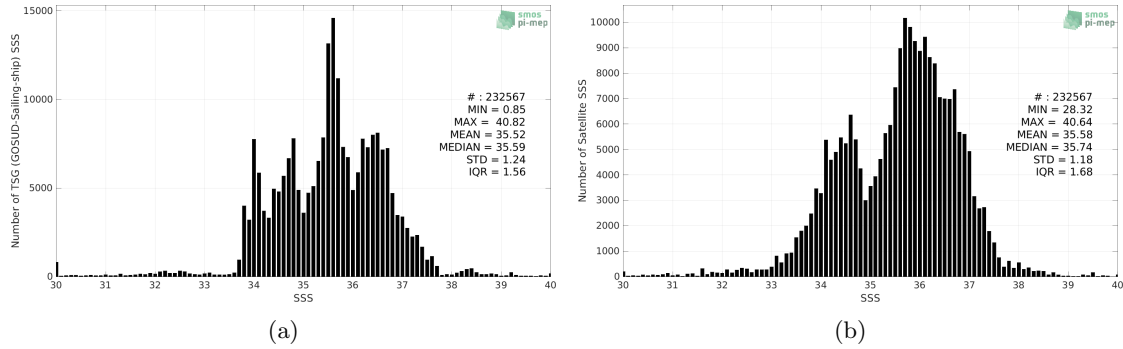 15000
10000
5000
0
30 31 32 33 34 35 36 37 38 39 40
SSS
Number of TSG (GOSUD-Sailing-ship) SSS
smos
pi-mep
# : 232567
MIN = 0.85
MAX = 40.82
MEAN = 35.52
MEDIAN = 35.59
STD = 1.24
IQR = 1.56
(a)
10000
9000
8000
7000
6000
5000
4000
3000
2000
1000
0
30 31 32 33 34 35 36 37 38 39 40
SSS
Number of Satellite SSS
smos
pi-mep
# : 232567
MIN = 28.32
MAX = 40.64
MEAN = 35.58
MEDIAN = 35.74
STD = 1.18
IQR = 1.68
(b)